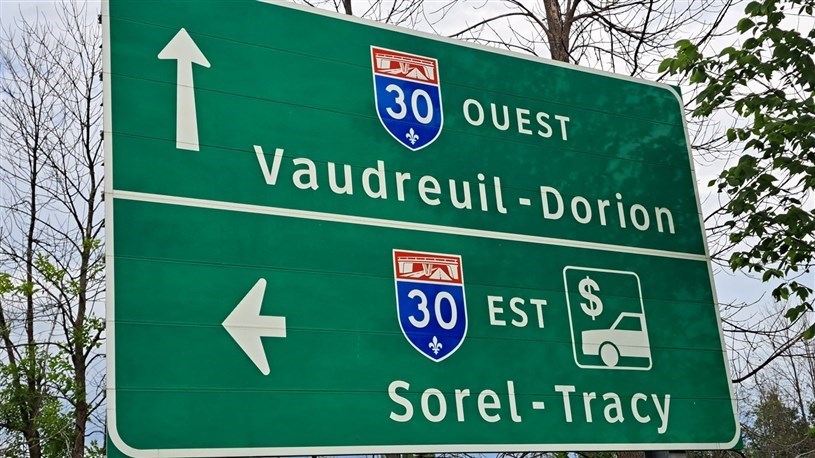 30 OUEST
Vaudreuil-Dorion
30 EST $
Sorel-Tracy